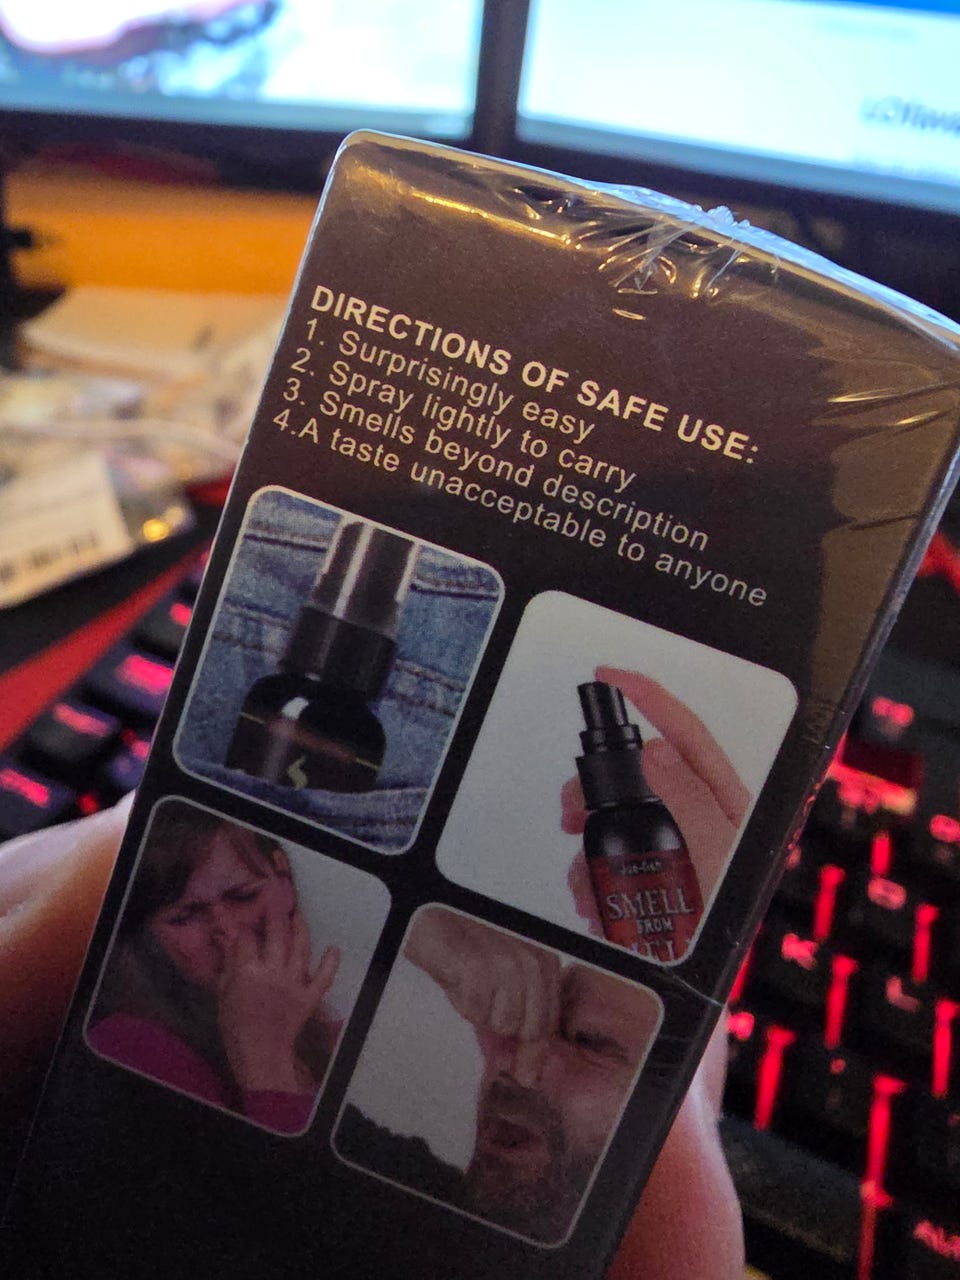 DIRECTIONS OF SAFE USE:
1. Surprisingly easy
2. Spray lightly to carry
3. Smells beyond description
4.A taste unacceptable to anyone
SMELL
FROM